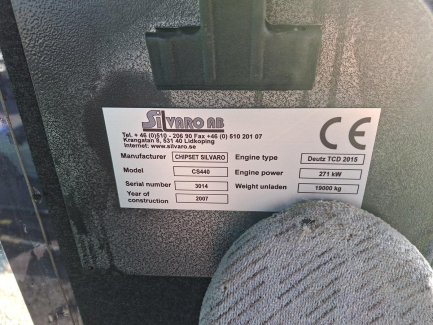 SILVARO AB
Tel. + 46 (0)510 - 206 90 Fax +46 (0) 510 201 07
Krangatan 6, 531 40 Lidkoping
Internet: www.silvaro.se
CE
Manufacturer CHIPSET SILVARO Engine type Deutz TCD 2015
Model CS440 Engine power 271 kW
Serial number 3014 Weight unladen 19000 kg
Year of
construction 2007